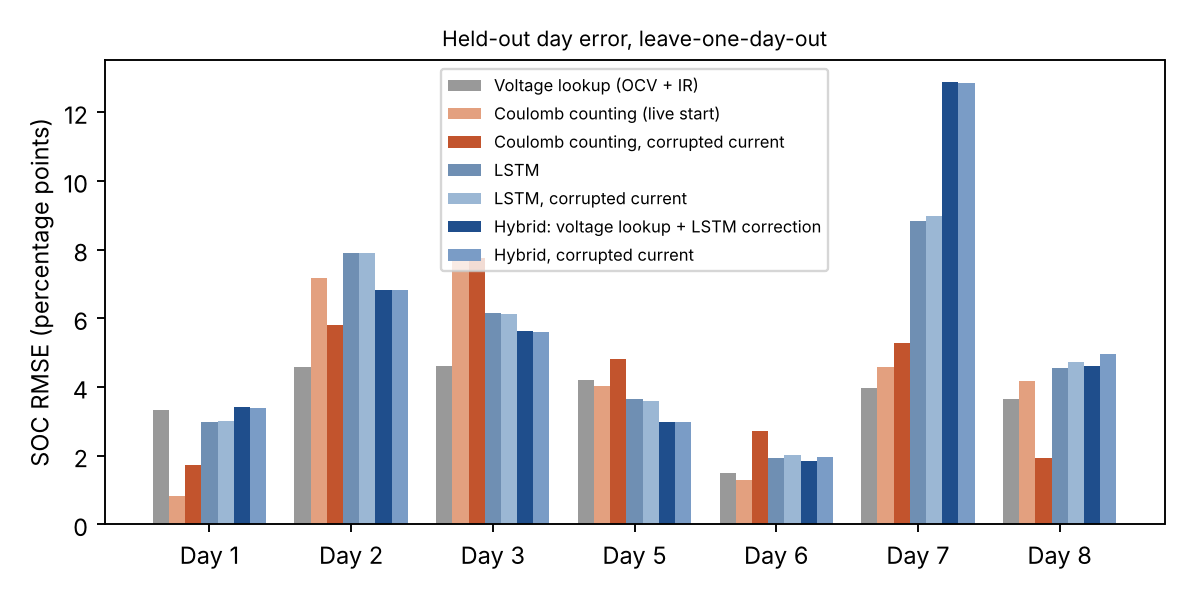 Held-out day error, leave-one-day-out
SOC RMSE (percentage points)
12
10
8
6
4
2
0
Voltage lookup (OCV + IR)
Coulomb counting (live start)
Coulomb counting, corrupted current
LSTM
LSTM, corrupted current
Hybrid: voltage lookup + LSTM correction
Hybrid, corrupted current
Day 1
Day 2
Day 3
Day 5
Day 6
Day 7
Day 8